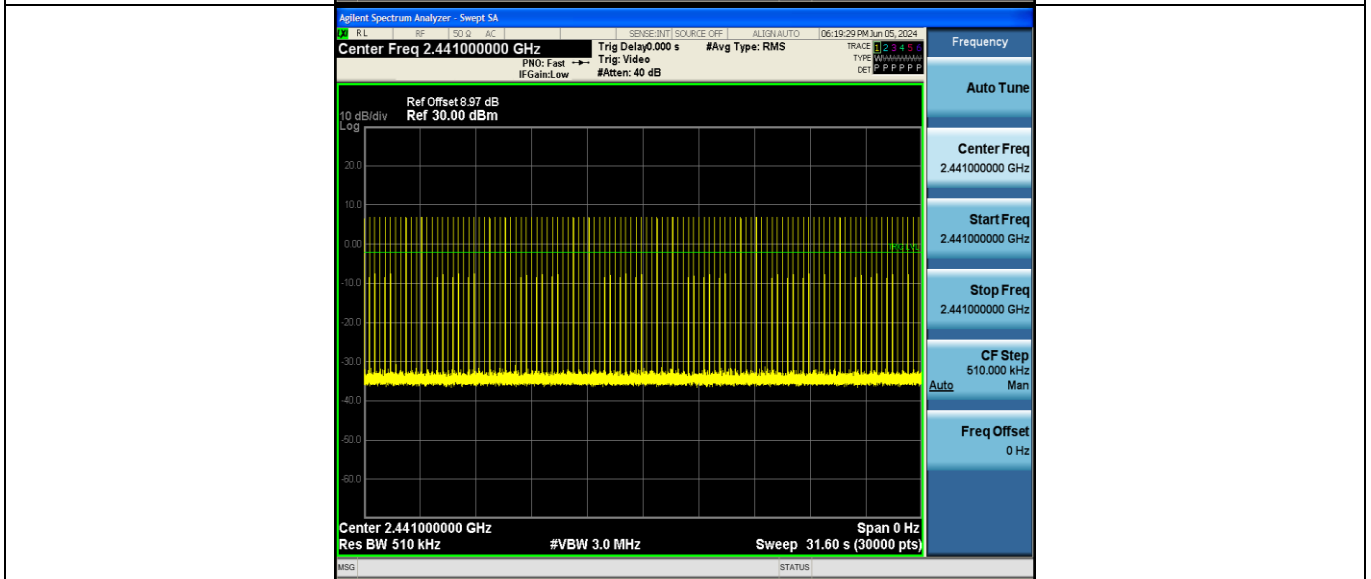 Agilent Spectrum Analyzer - Swept SA
RL RF 50 Ω AC SENSE:INT SOURCE OFF ALIGN AUTO 06:19:29 PM Jun 05, 2024
Center Freq 2.441000000 GHz
Trig Delay0.000 s #Avg Type: RMS
TRACE 1 2 3 4 5 6
PNO: Fast Trig: Video
TYPE
IFGain:Low #Atten: 40 dB
DET P P P P P P
Frequency
Auto Tune
Center Freq
2.441000000 GHz
Start Freq
2.441000000 GHz
Stop Freq
2.441000000 GHz
CF Step
510.000 kHz
Auto Man
Freq Offset
0 Hz
Ref Offset 8.97 dB
10 dB/div Ref 30.00 dBm
Log
20.0
10.0
0.00
-10.0
-20.0
-30.0
-40.0
-50.0
-60.0
Center 2.441000000 GHz Span 0 Hz
Res BW 510 kHz #VBW 3.0 MHz Sweep 31.60 s (30000 pts)
MSG STATUS